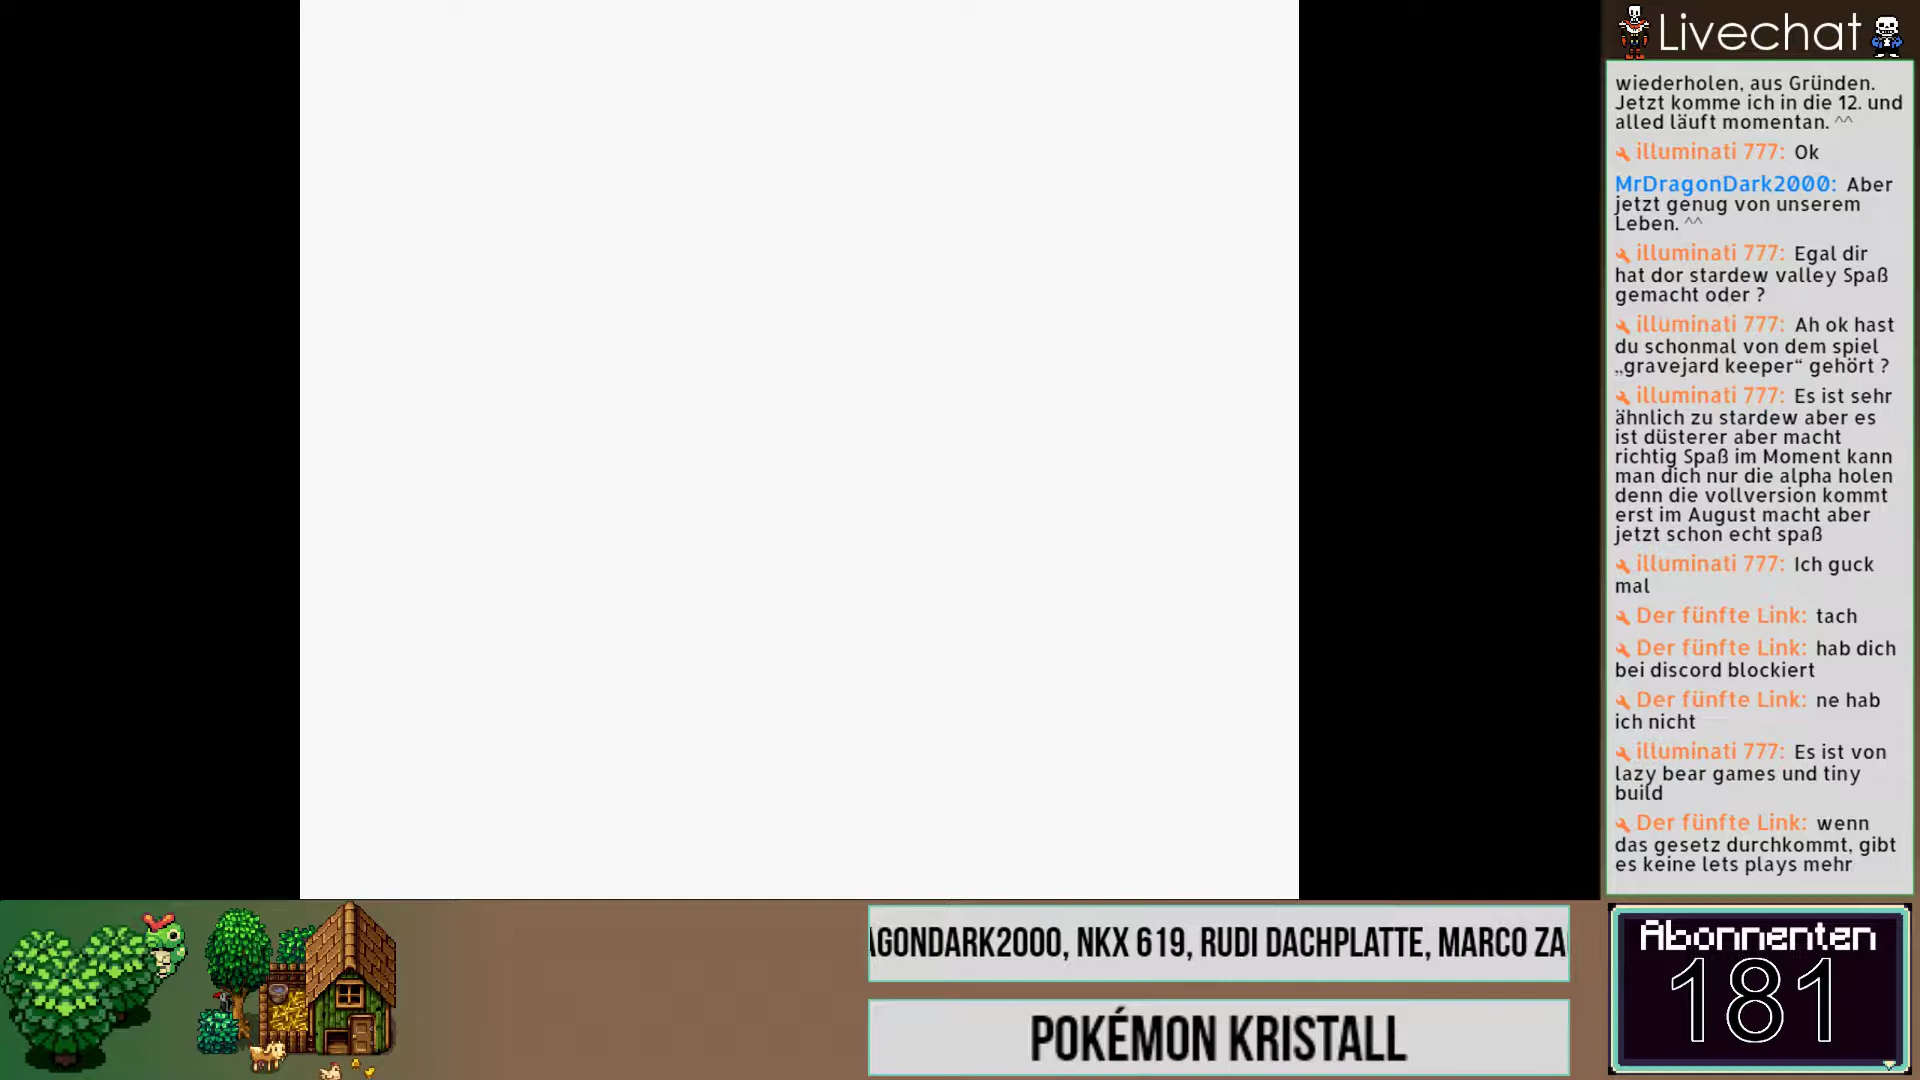 Livechat
wiederholen, aus Gründen.
Jetzt komme ich in die 12. und
alled läuft momentan. ^^
illuminati 777: Ok
MrDragonDark2000: Aber
jetzt genug von unserem
Leben. ^^
illuminati 777: Egal dir
hat dor stardew valley Spaß
gemacht oder ?
illuminati 777: Ah ok hast
du schonmal von dem spiel
„gravejard keeper“ gehört ?
illuminati 777: Es ist sehr
ähnlich zu stardew aber es
ist düsterer aber macht
richtig Spaß im Moment kann
man dich nur die alpha holen
denn die vollversion kommt
erst im August macht aber
jetzt schon echt spaß
illuminati 777: Ich guck
mal
Der fünfte Link: tach
Der fünfte Link: hab dich
bei discord blockiert
Der fünfte Link: ne hab
ich nicht
illuminati 777: Es ist von
lazy bear games und tiny
build
Der fünfte Link: wenn
das gesetz durchkommt, gibt
es keine lets plays mehr
AGONDARK2000, NKX 619, RUDI DACHPLATTE, MARCO ZA
POKÉMON KRISTALL
Abonnenten
181